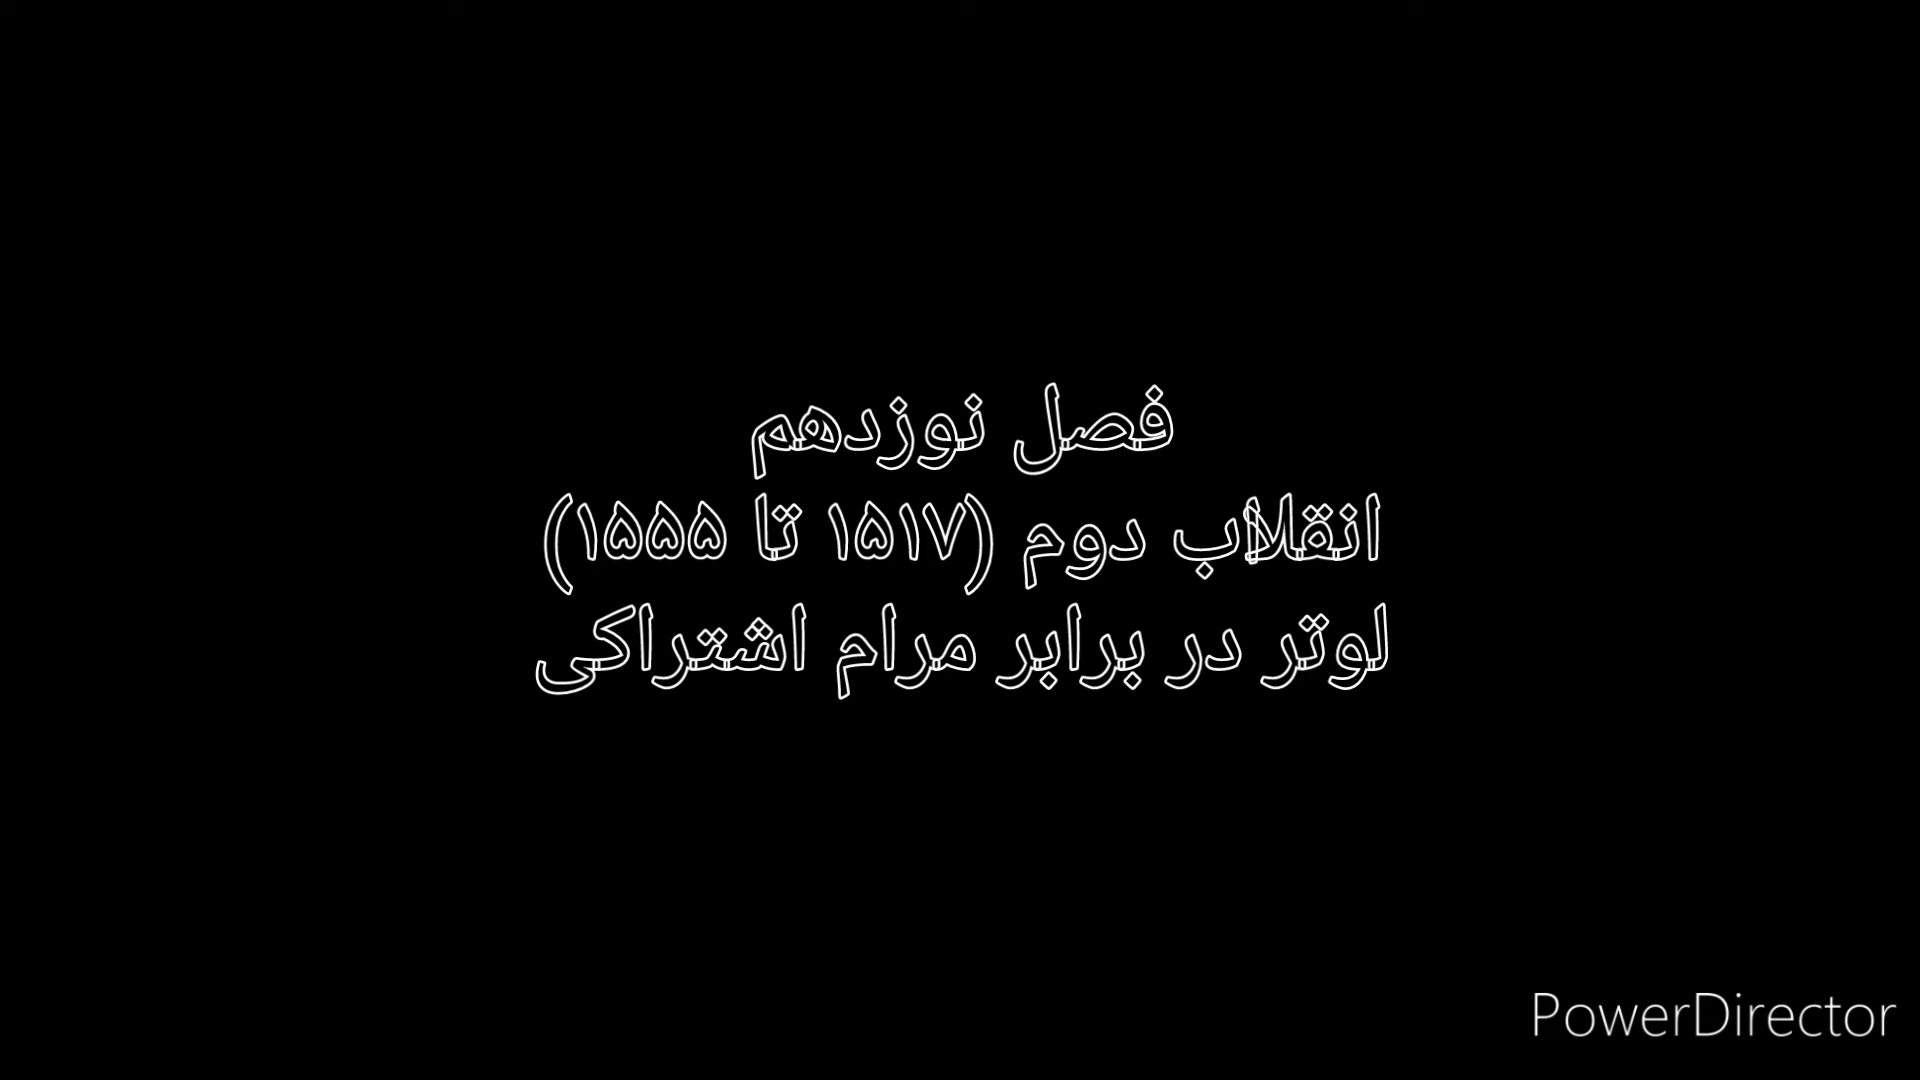 فصل نوزدهم
انقلاب دوم (۱۵۱۷ تا ۱۵۵۵)
لوتر در برابر مرام اشتراکی
PowerDirector